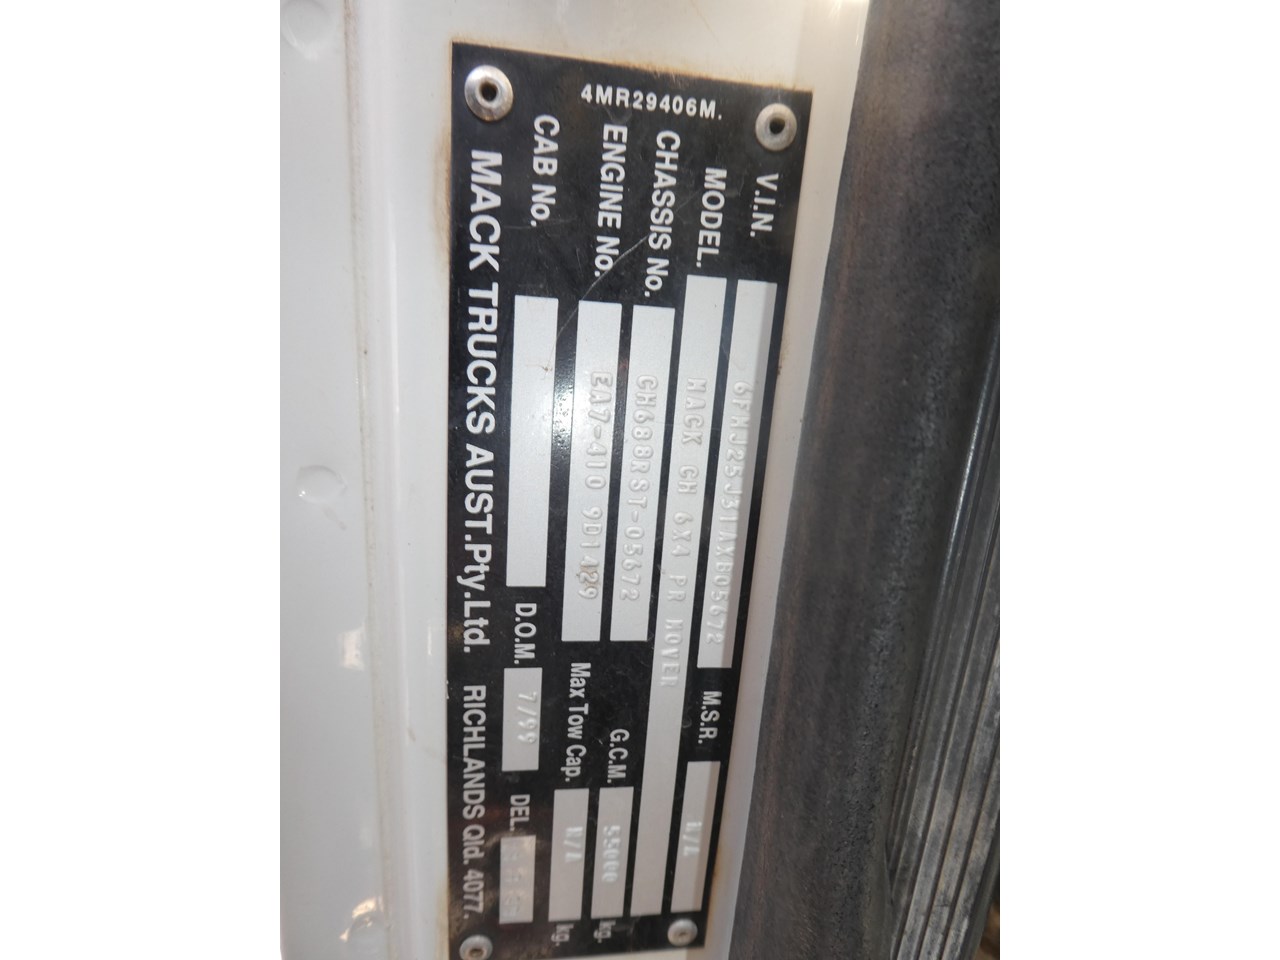 4MR29406M.
V.I.N. 6FMJ25J31AXB05672 M.S.R. N/A
MODEL. MACK CH 6X4 PR MOVER
CHASSIS No. CH688RST-05672 G.C.M. 55000 kg.
ENGINE No. EA7-410 9D1429 Max Tow Cap. N/A kg.
CAB No. D.O.M. 7/99 DEL.
MACK TRUCKS AUST.Pty.Ltd. RICHLANDS Qld. 4077.